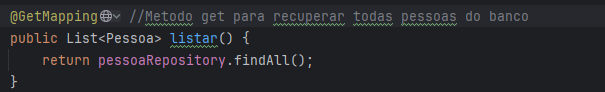 @GetMapping //Metodo get para recuperar todas pessoas do banco
public List<Pessoa> listar() {
return pessoaRepository.findAll();
}